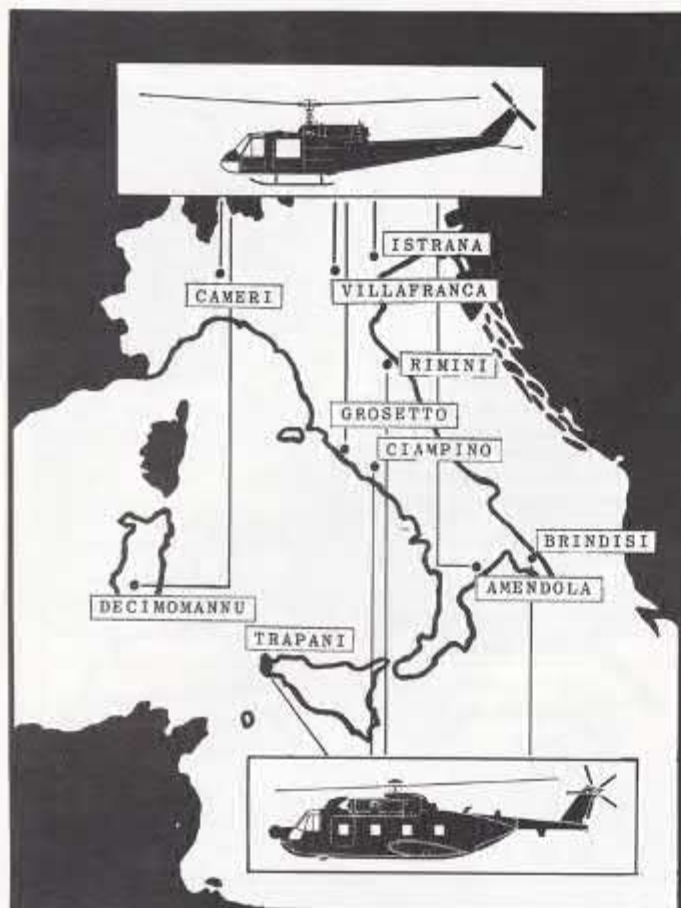 ISTRANA
CAMERI
VILLAFRANCA
RIMINI
GROSETTO
CIAMPINO
BRINDISI
AMENDOLA
DECIMOMANNU
TRAPANI